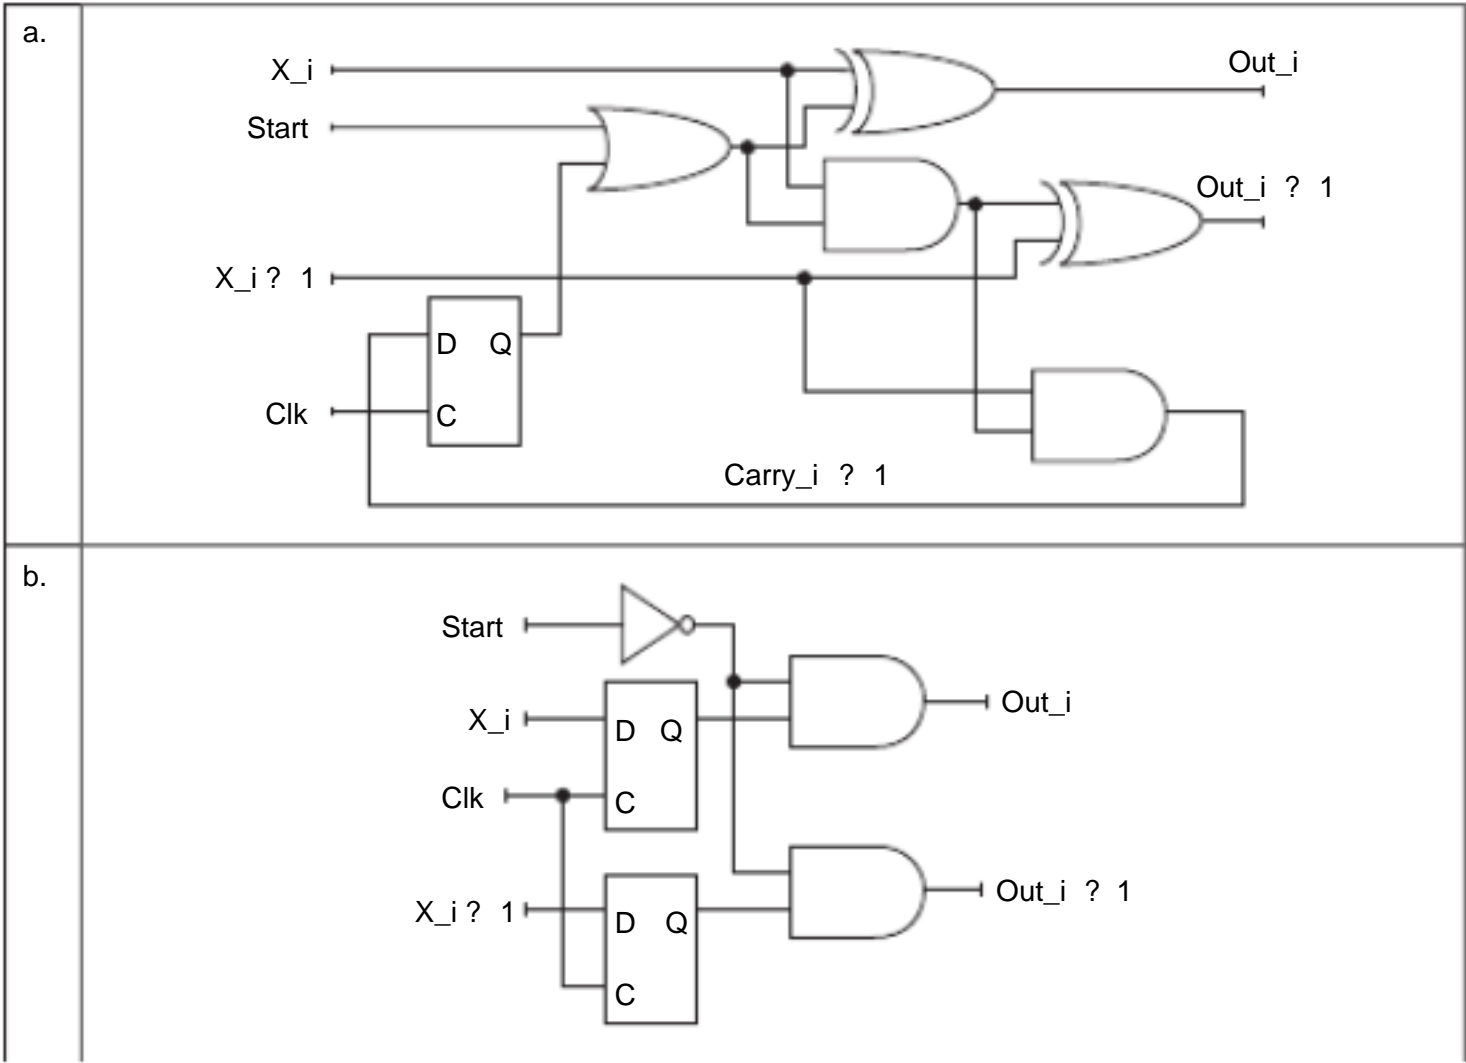 a.
X_i
Out_i
Start
Out_i ? 1
X_i ? 1
D Q
Clk
C
Carry_i ? 1
b.
Start
X_i
D Q
Out_i
Clk
C
X_i ? 1
D Q
Out_i ? 1
C